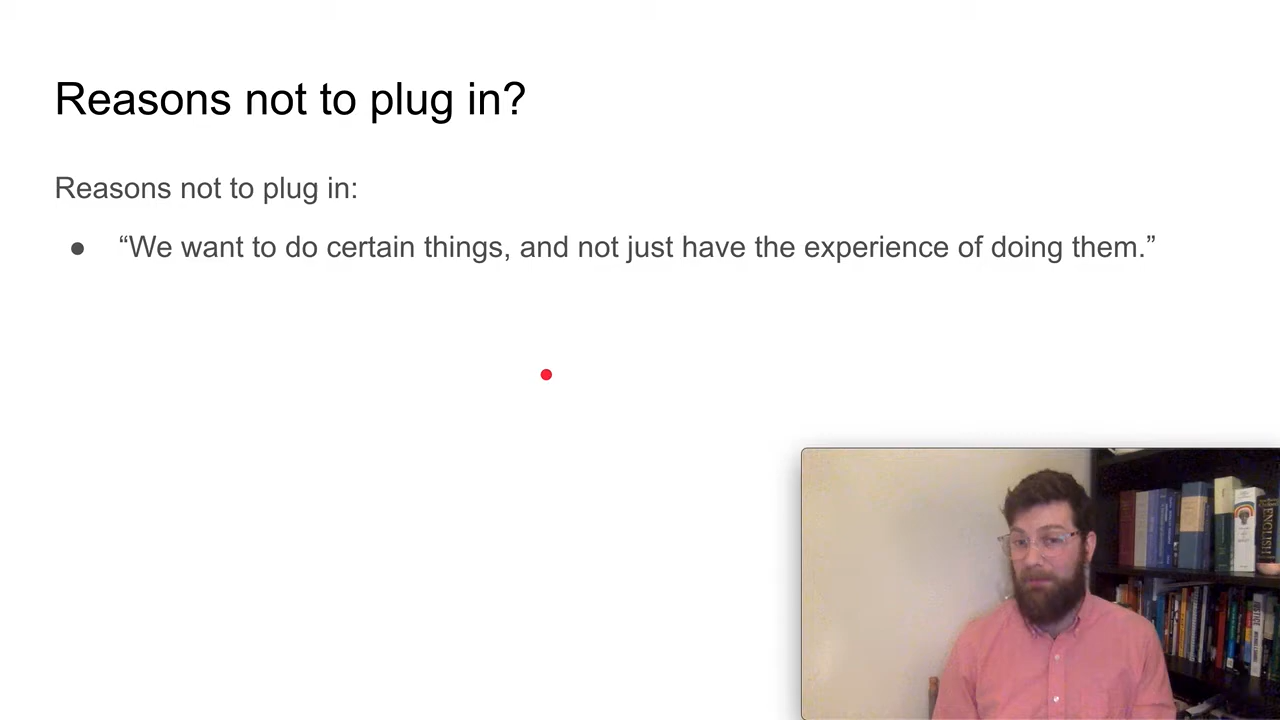 Reasons not to plug in?
Reasons not to plug in:
● “We want to do certain things, and not just have the experience of doing them.”
ENGLISH